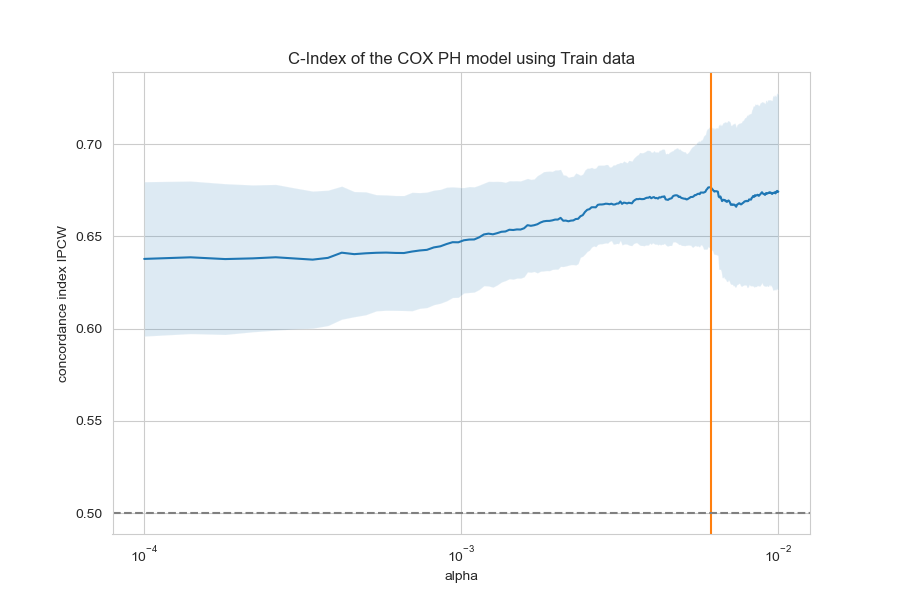 C-Index of the COX PH model using Train data
concordance index IPCW
0.70
0.65
0.60
0.55
0.50
10⁻⁴
10⁻³
10⁻²
alpha